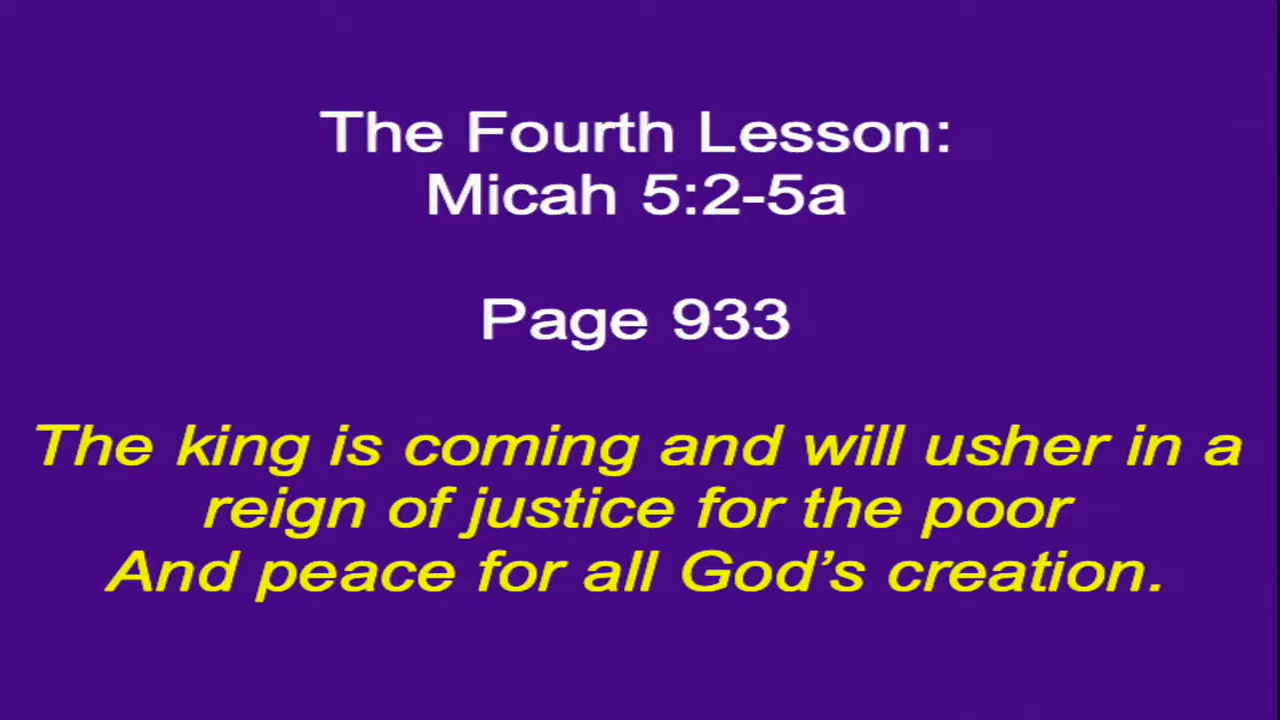 The Fourth Lesson:
Micah 5:2-5a
Page 933
The king is coming and will usher in a
reign of justice for the poor
And peace for all God’s creation.